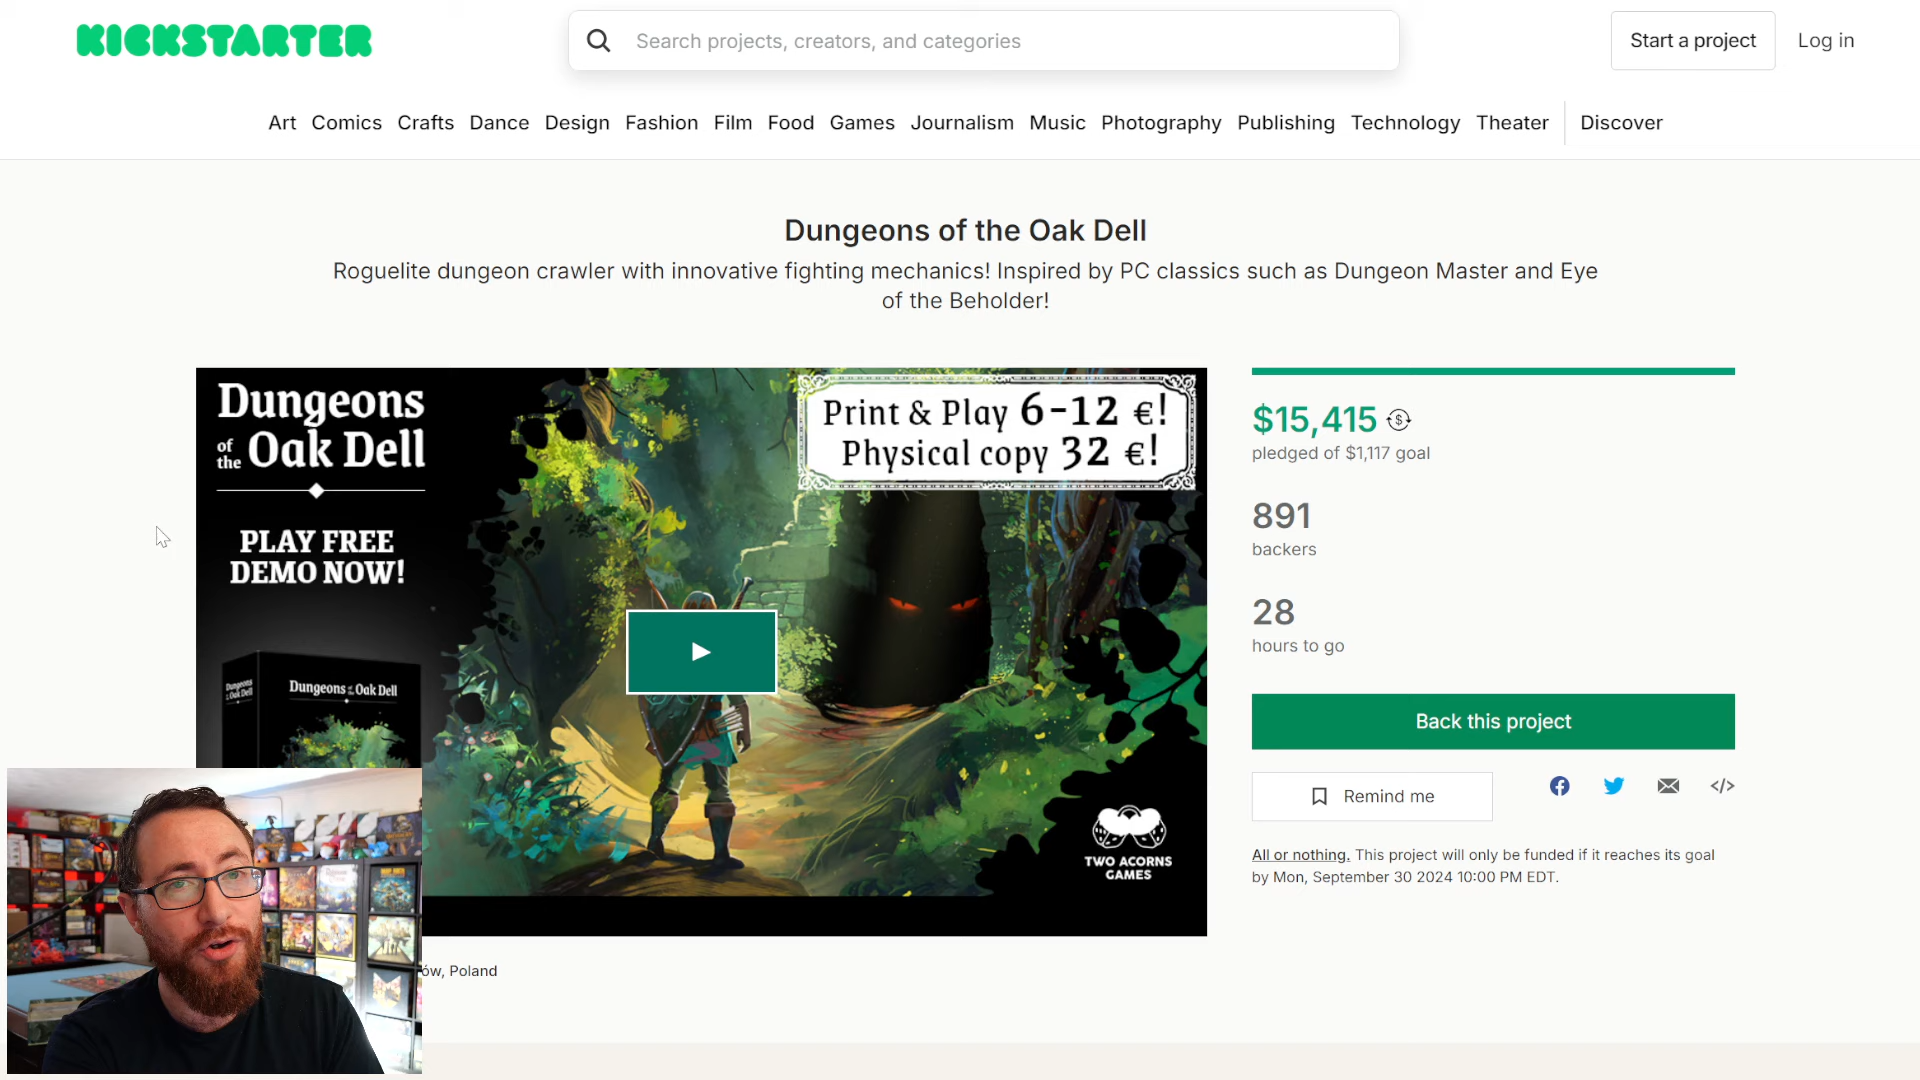 KICKSTARTER
Search projects, creators, and categories
Start a project
Log in
Art Comics Crafts Dance Design Fashion Film Food Games Journalism Music Photography Publishing Technology Theater Discover
Dungeons of the Oak Dell
Roguelite dungeon crawler with innovative fighting mechanics! Inspired by PC classics such as Dungeon Master and Eye
of the Beholder!
Dungeons
of the Oak Dell
PLAY FREE
DEMO NOW!
Dungeons of the Oak Dell
Dungeons of the Oak Dell
Print & Play 6-12 €!
Physical copy 32 €!
TWO ACORNS
GAMES
$15,415
pledged of $1,117 goal
891
backers
28
hours to go
Back this project
Remind me
All or nothing. This project will only be funded if it reaches its goal
by Mon, September 30 2024 10:00 PM EDT.
ów, Poland